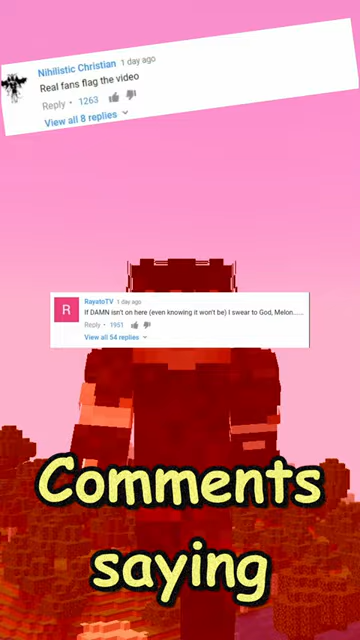 Nihilistic Christian 1 day ago
Real fans flag the video
Reply • 1263
View all 8 replies
R
RayatoTV 1 day ago
If DAMN isn't on here (even knowing it won't be) I swear to God, Melon......
Reply • 1951
View all 54 replies
Comments
saying